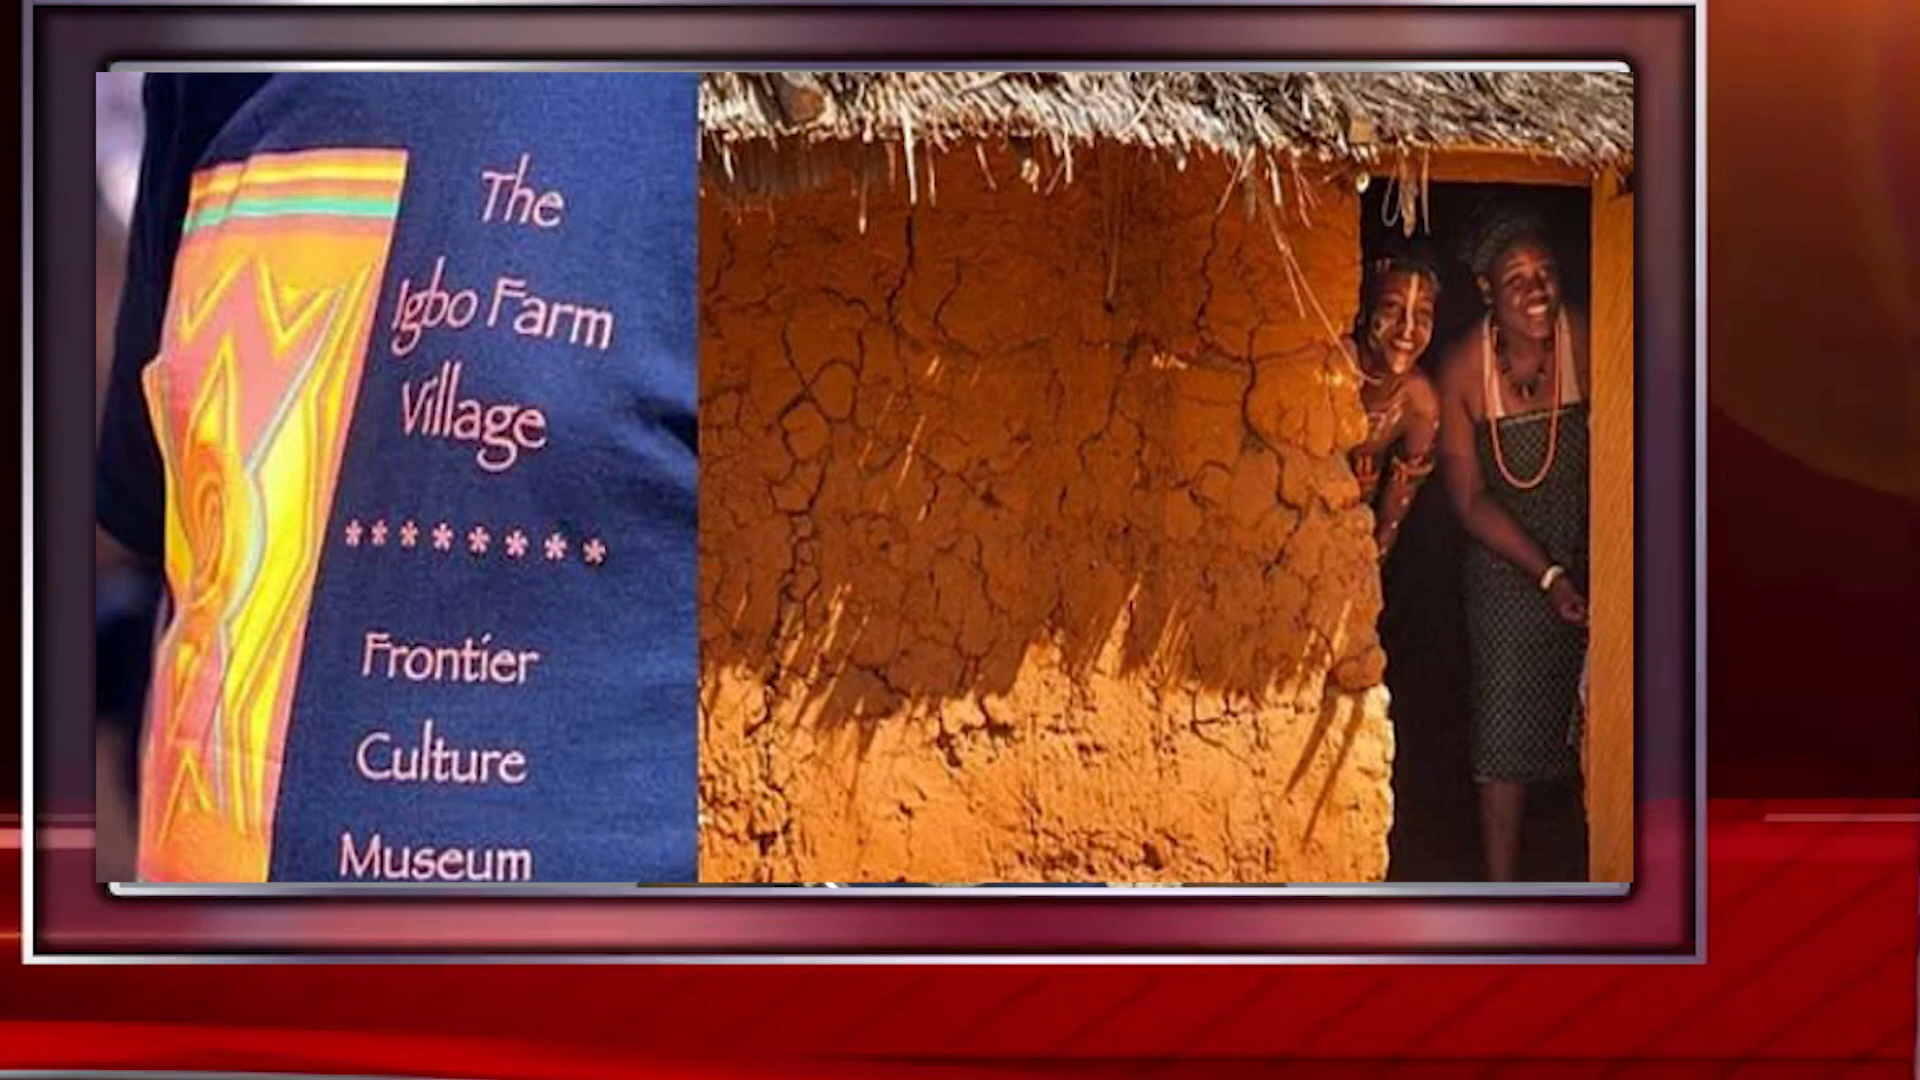 The
Igbo Farm
Village
********
Frontier
Culture
Museum